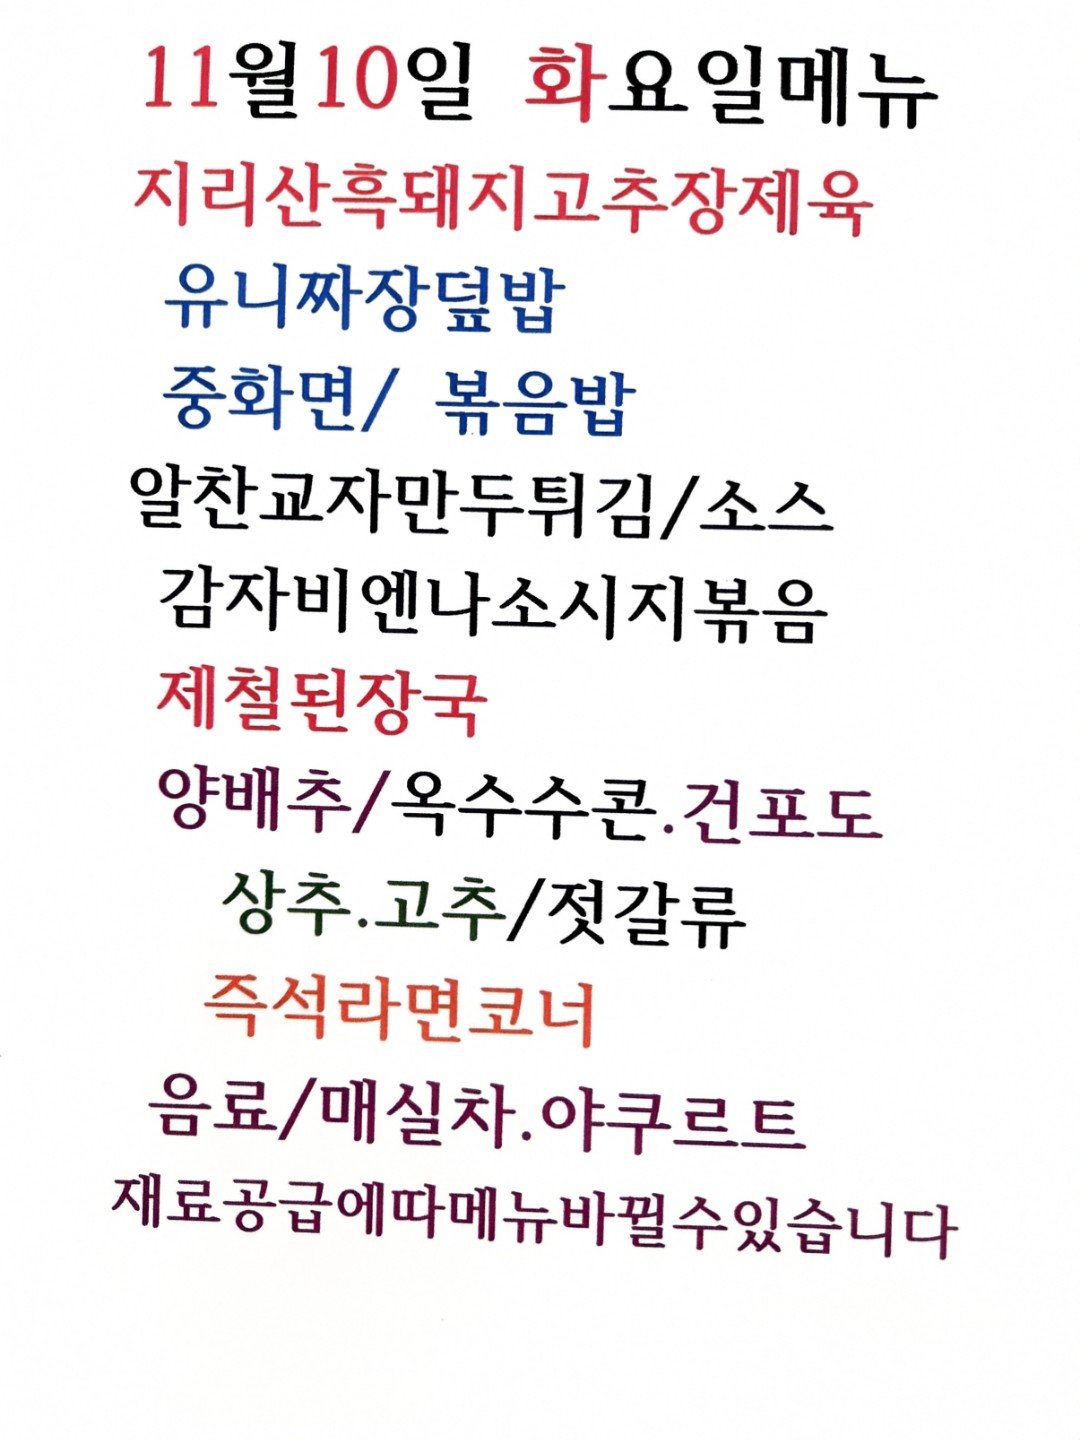 11월10일 화요일메뉴
지리산흑돼지고추장제육
유니짜장덮밥
중화면/ 볶음밥
알찬교자만두튀김/소스
감자비엔나소시지볶음
제철된장국
양배추/옥수수콘.건포도
상추.고추/젓갈류
즉석라면코너
음료/매실차.야쿠르트
재료공급에따메뉴바뀔수있습니다